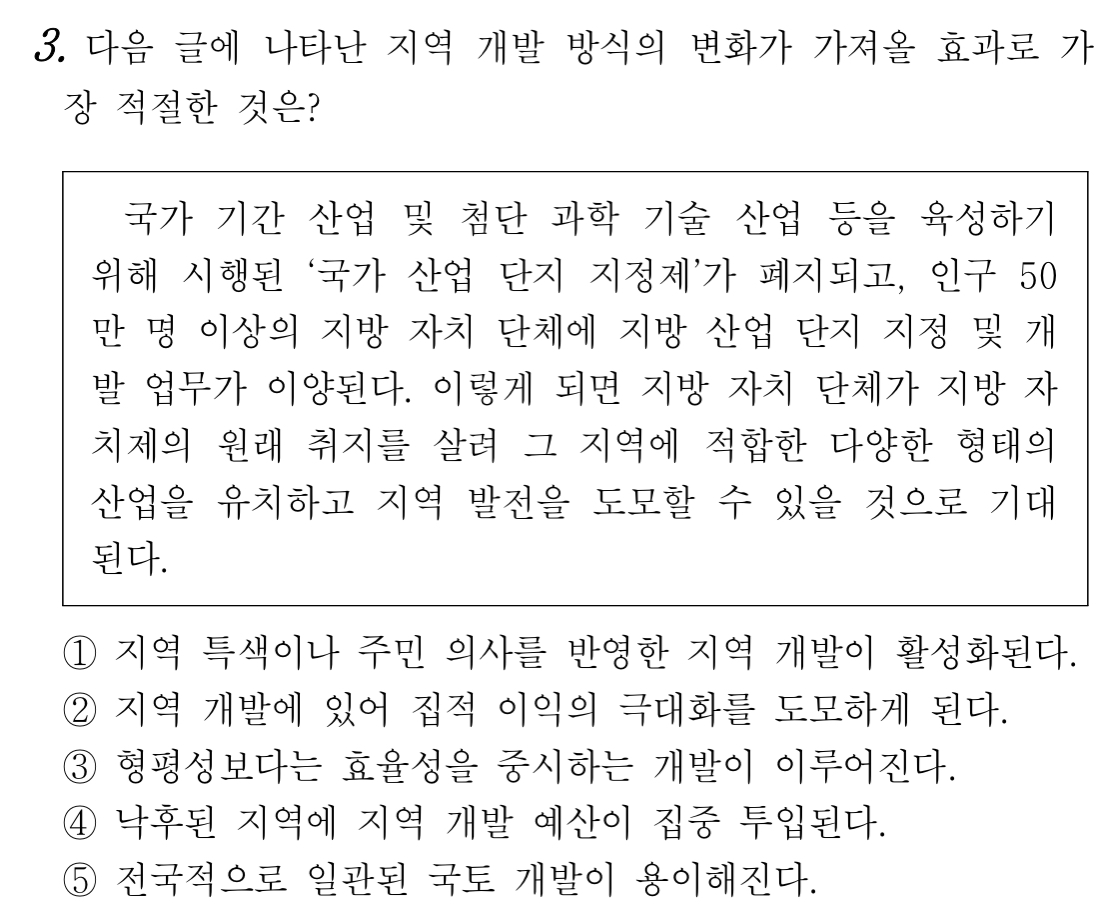 3. 다음 글에 나타난 지역 개발 방식의 변화가 가져올 효과로 가
장 적절한 것은?
국가 기간 산업 및 첨단 과학 기술 산업 등을 육성하기
위해 시행된 ‘국가 산업 단지 지정제’가 폐지되고, 인구 50
만 명 이상의 지방 자치 단체에 지방 산업 단지 지정 및 개
발 업무가 이양된다. 이렇게 되면 지방 자치 단체가 지방 자
치제의 원래 취지를 살려 그 지역에 적합한 다양한 형태의
산업을 유치하고 지역 발전을 도모할 수 있을 것으로 기대
된다.
① 지역 특색이나 주민 의사를 반영한 지역 개발이 활성화된다.
② 지역 개발에 있어 집적 이익의 극대화를 도모하게 된다.
③ 형평성보다는 효율성을 중시하는 개발이 이루어진다.
④ 낙후된 지역에 지역 개발 예산이 집중 투입된다.
⑤ 전국적으로 일관된 국토 개발이 용이해진다.